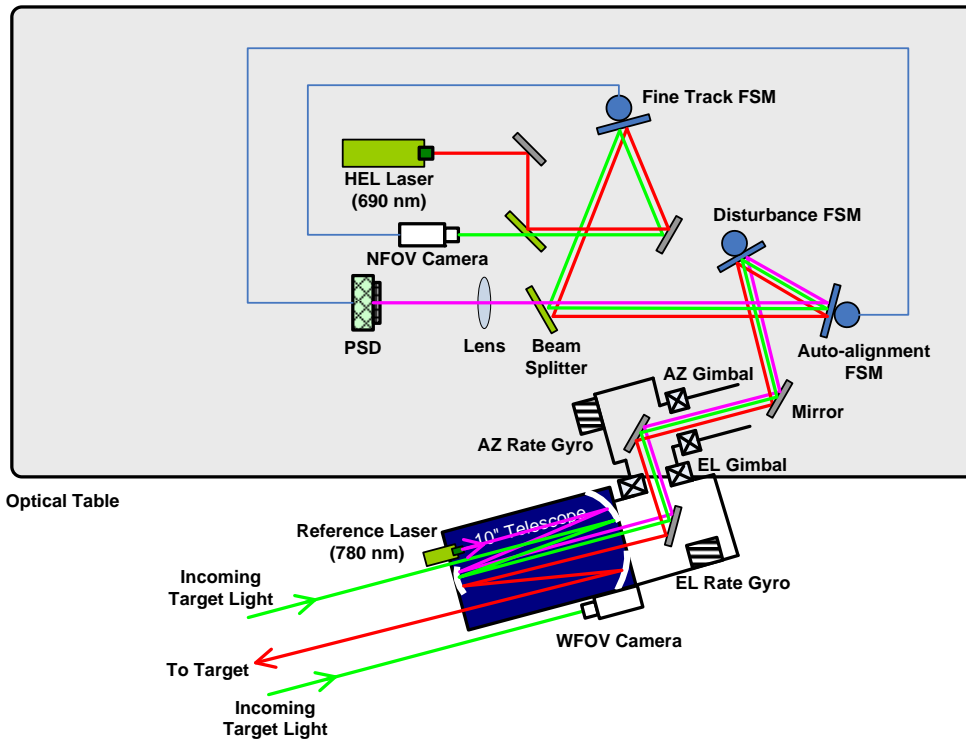 Fine Track FSM
HEL Laser
(690 nm)
Disturbance FSM
NFOV Camera
PSD
Lens
Beam
Splitter
Auto-alignment
FSM
AZ Gimbal
Mirror
AZ Rate Gyro
EL Gimbal
Optical Table
Reference Laser
(780 nm)
10" Telescope
Incoming
Target Light
EL Rate Gyro
WFOV Camera
To Target
Incoming
Target Light